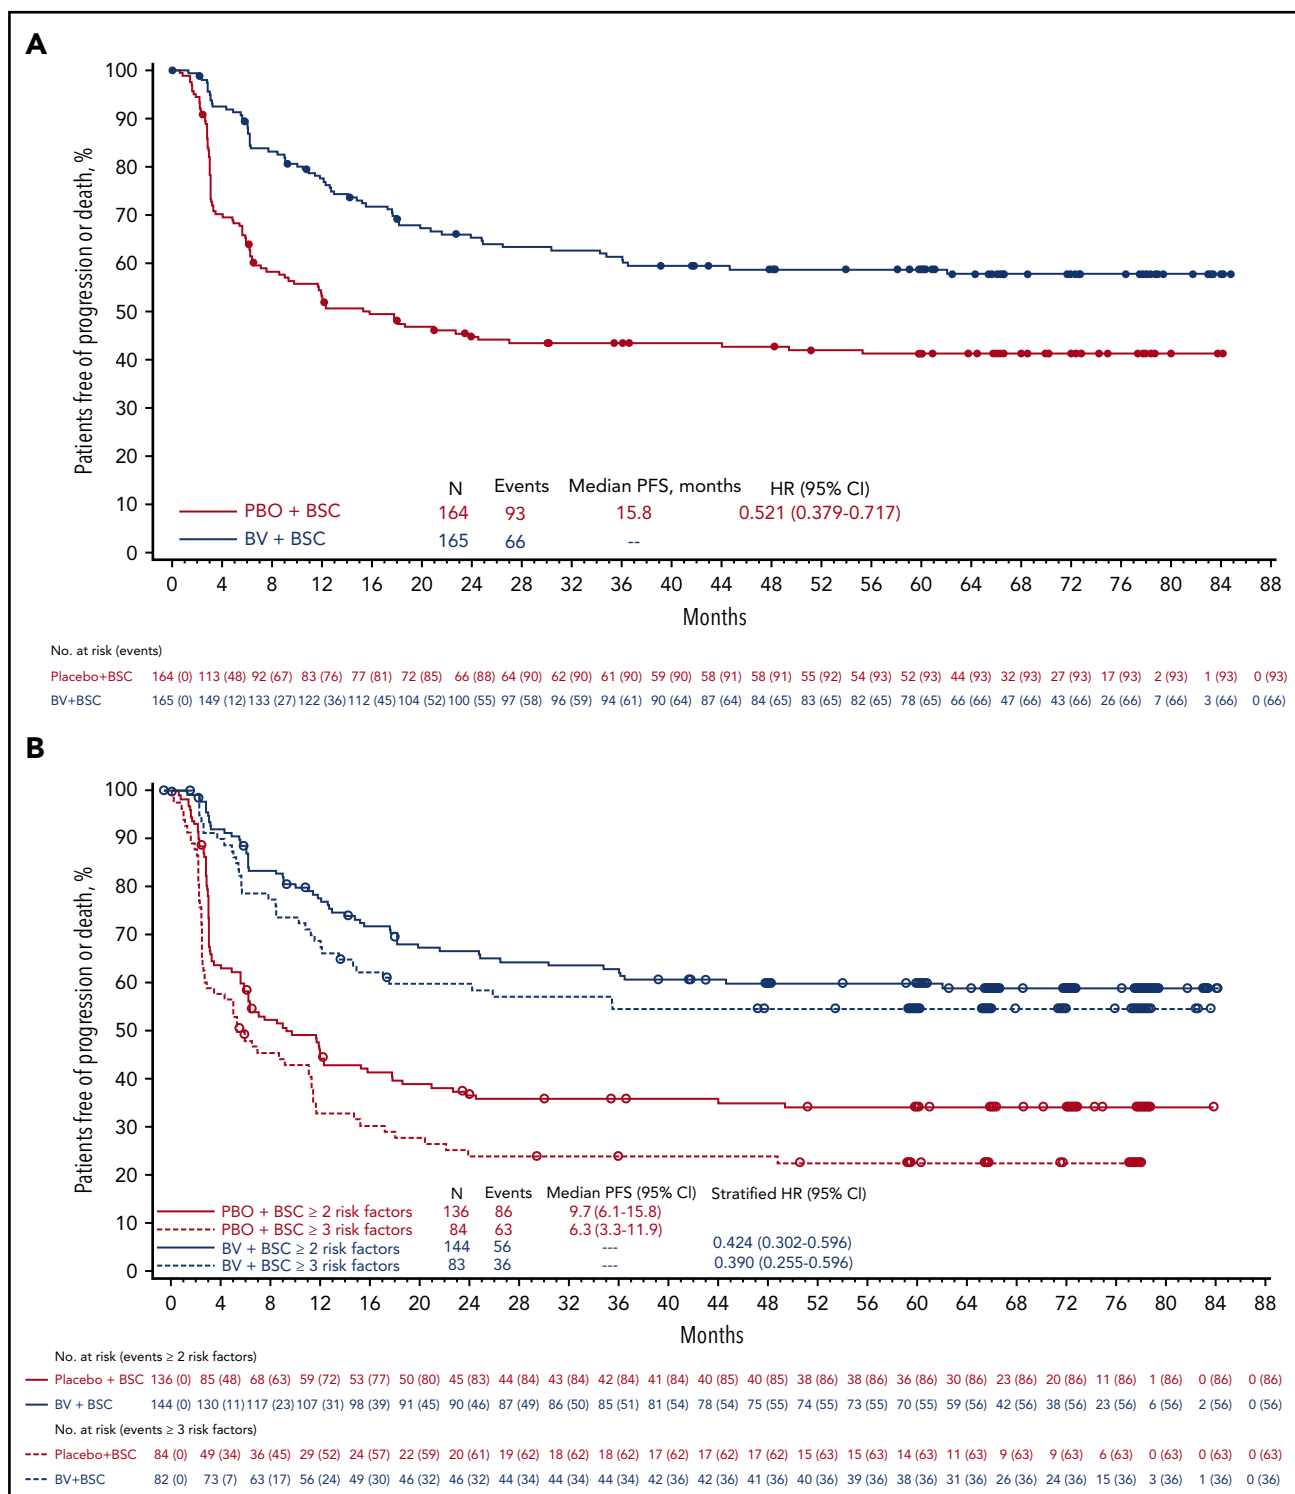 A
100
90
80
70
60
50
40
30
20
10
0
Patients free of progression or death, %
N Events Median PFS, months HR (95% CI)
PBO + BSC 164 93 15.8 0.521 (0.379-0.717)
BV + BSC 165 66 --
0 4 8 12 16 20 24 28 32 36 40 44 48 52 56 60 64 68 72 76 80 84 88
Months
No. at risk (events)
Placebo+BSC 164 (0) 113 (48) 92 (67) 83 (76) 77 (81) 72 (85) 66 (88) 64 (90) 62 (90) 61 (90) 59 (90) 58 (91) 58 (91) 55 (92) 54 (93) 52 (93) 44 (93) 32 (93) 27 (93) 17 (93) 2 (93) 1 (93) 0 (93)
BV+BSC 165 (0) 149 (12) 133 (27) 122 (36) 112 (45) 104 (52) 100 (55) 97 (58) 96 (59) 94 (61) 90 (64) 87 (64) 84 (65) 83 (65) 82 (65) 78 (65) 66 (66) 47 (66) 43 (66) 26 (66) 7 (66) 3 (66) 0 (66)
B
100
90
80
70
60
50
40
30
20
10
0
Patients free of progression or death, %
N Events Median PFS (95% CI) Stratified HR (95% CI)
PBO + BSC ≥ 2 risk factors 136 86 9.7 (6.1-15.8)
PBO + BSC ≥ 3 risk factors 84 63 6.3 (3.3-11.9)
BV + BSC ≥ 2 risk factors 144 56 --- 0.424 (0.302-0.596)
BV + BSC ≥ 3 risk factors 83 36 --- 0.390 (0.255-0.596)
0 4 8 12 16 20 24 28 32 36 40 44 48 52 56 60 64 68 72 76 80 84 88
Months
No. at risk (events ≥ 2 risk factors)
Placebo + BSC 136 (0) 85 (48) 68 (63) 59 (72) 53 (77) 50 (80) 45 (83) 44 (84) 43 (84) 42 (84) 41 (84) 40 (85) 40 (85) 38 (86) 38 (86) 36 (86) 30 (86) 23 (86) 20 (86) 11 (86) 1 (86) 0 (86) 0 (86)
BV + BSC 144 (0) 130 (11) 117 (23) 107 (31) 98 (39) 91 (45) 90 (46) 87 (49) 86 (50) 85 (51) 81 (54) 78 (54) 75 (55) 74 (55) 73 (55) 70 (55) 59 (56) 42 (56) 38 (56) 23 (56) 6 (56) 2 (56) 0 (56)
No. at risk (events ≥ 3 risk factors)
Placebo+BSC 84 (0) 49 (34) 36 (45) 29 (52) 24 (57) 22 (59) 20 (61) 19 (62) 18 (62) 18 (62) 17 (62) 17 (62) 17 (62) 15 (63) 15 (63) 14 (63) 11 (63) 9 (63) 9 (63) 6 (63) 0 (63) 0 (63) 0 (63)
BV+BSC 82 (0) 73 (7) 63 (17) 56 (24) 49 (30) 46 (32) 46 (32) 44 (34) 44 (34) 44 (34) 42 (36) 42 (36) 41 (36) 40 (36) 39 (36) 38 (36) 31 (36) 26 (36) 24 (36) 15 (36) 3 (36) 1 (36) 0 (36)